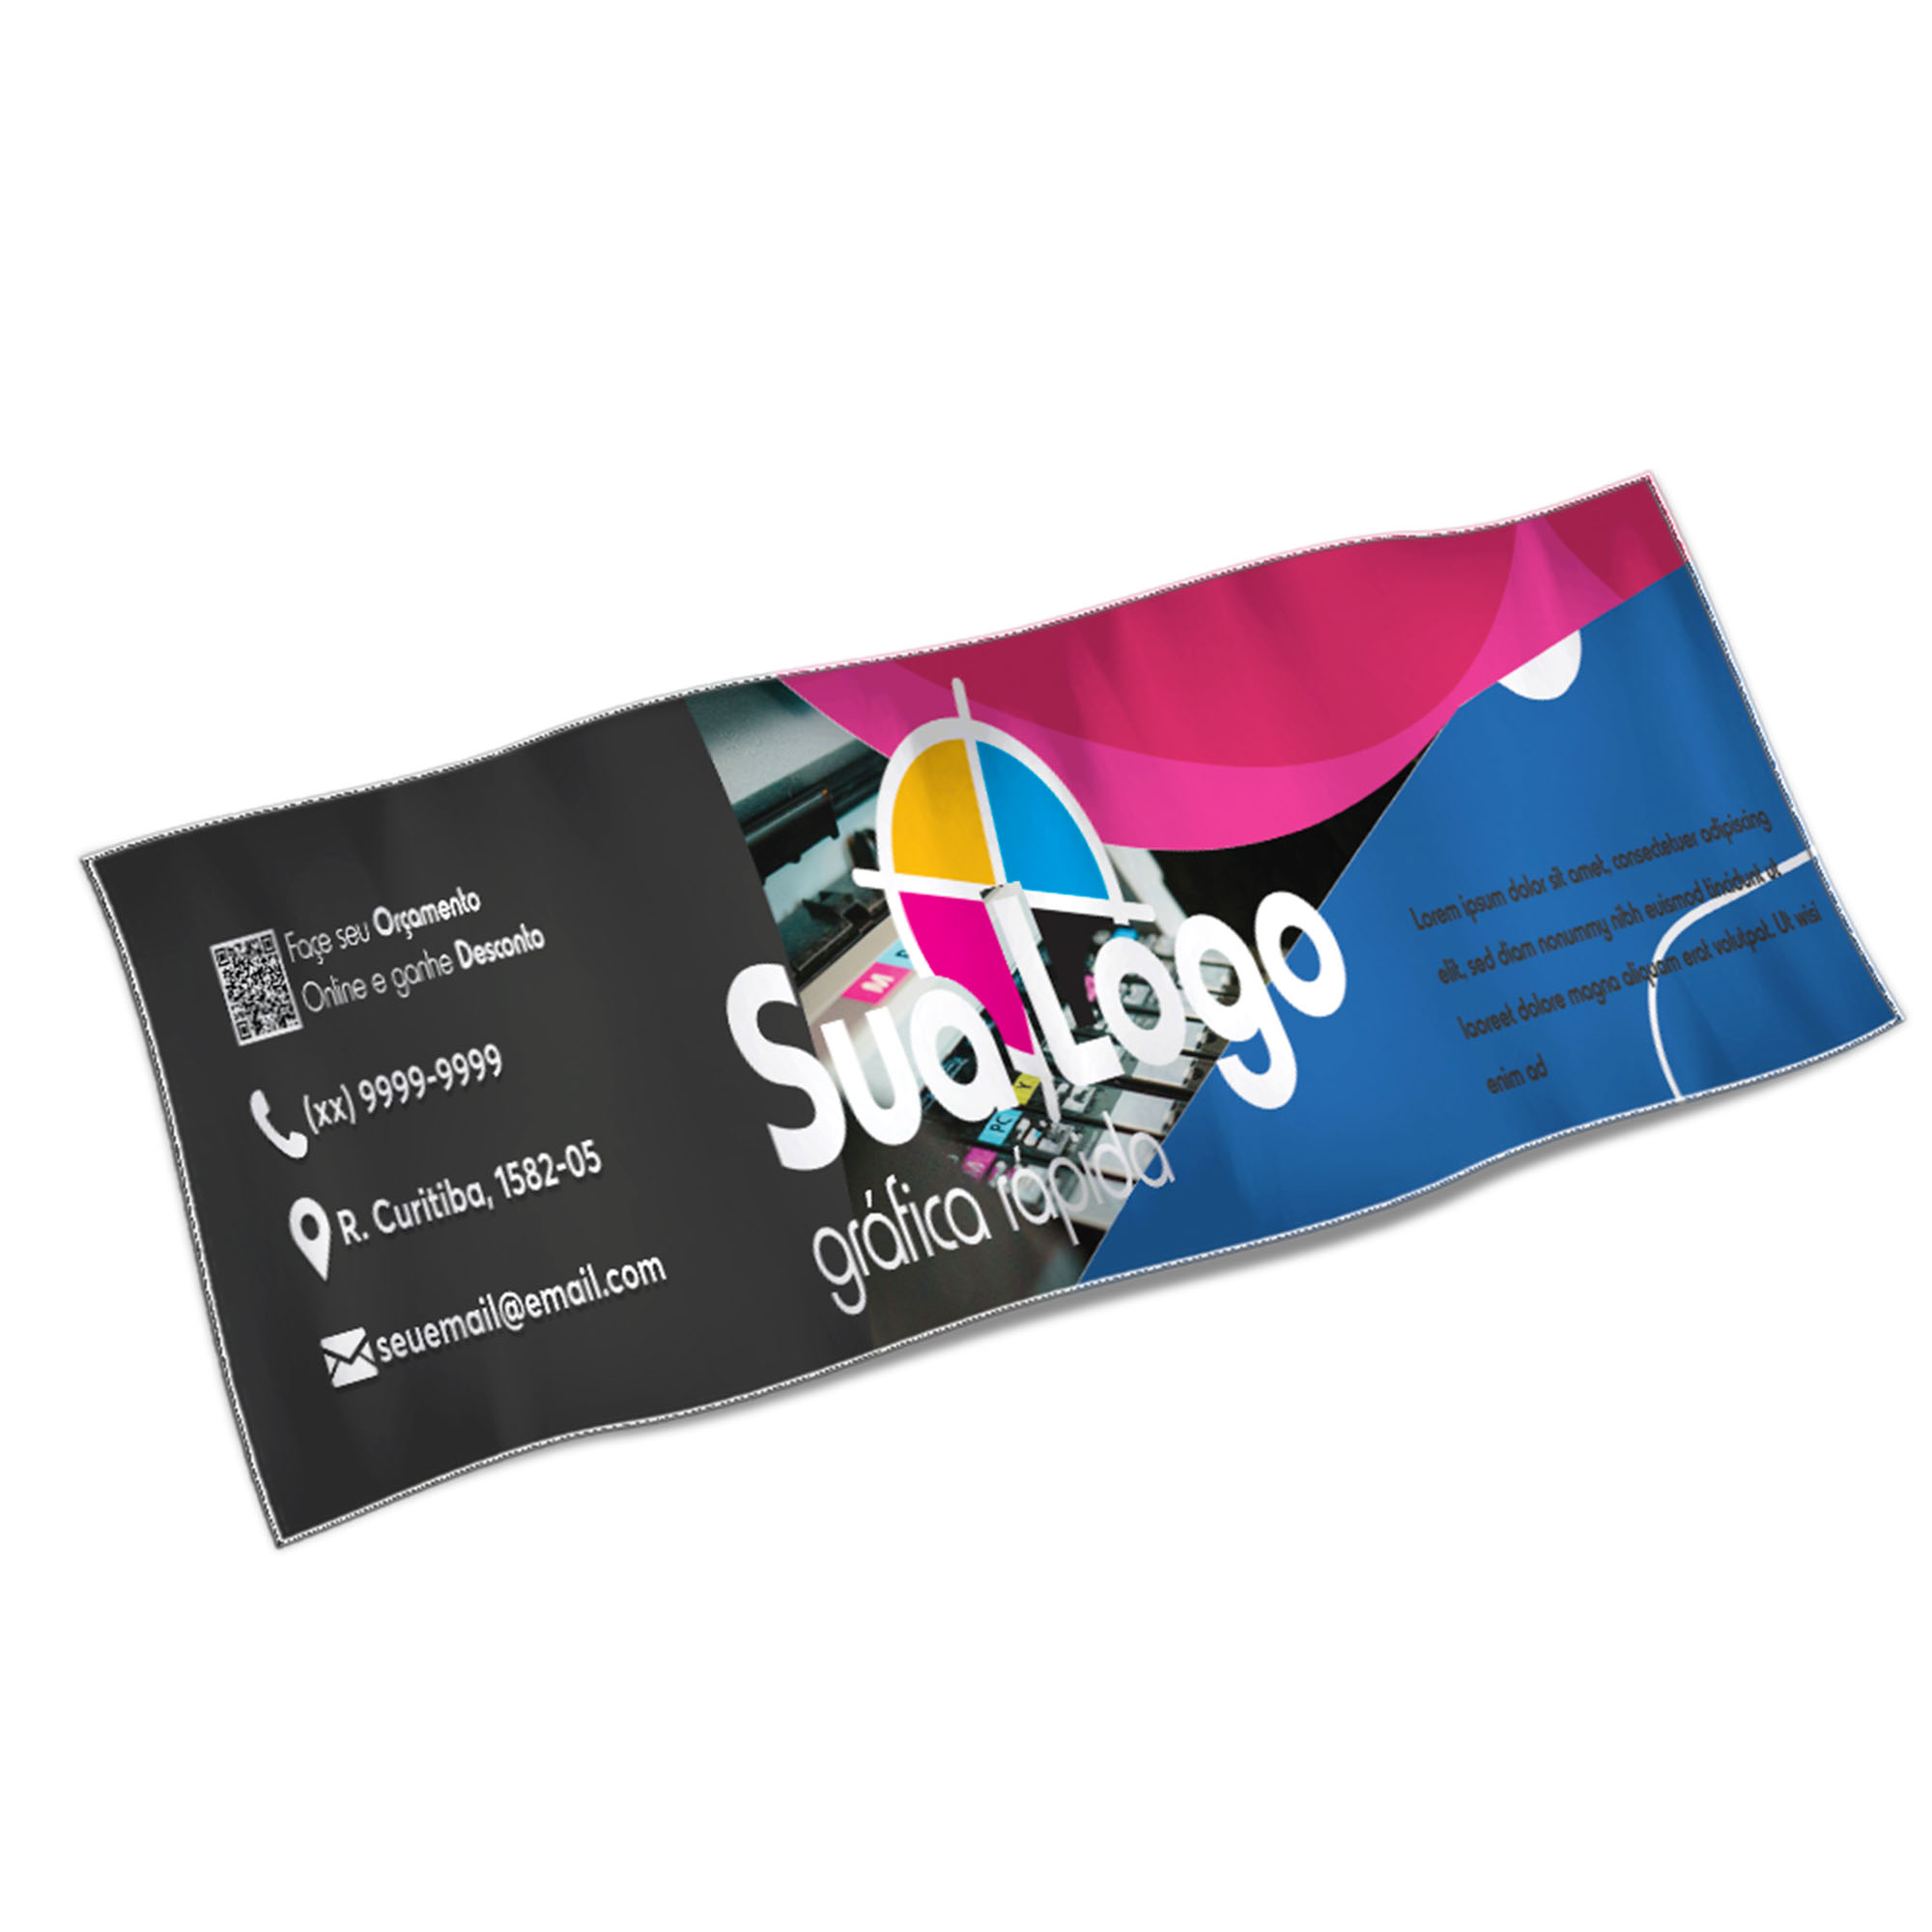 Faça seu Orçamento
Online e ganhe Desconto
(xx) 9999-9999
R. Curitiba, 1582-05
seuemail@email.com
Sua Logo
gráfica rápida
M
Y
PC
M
Lorem ipsum dolor sit amet, consectetuer adipiscing
elit, sed diam nonummy nibh euismod tincidunt ut
laoreet dolore magna aliquam erat volutpat. Ut wisi
enim ad